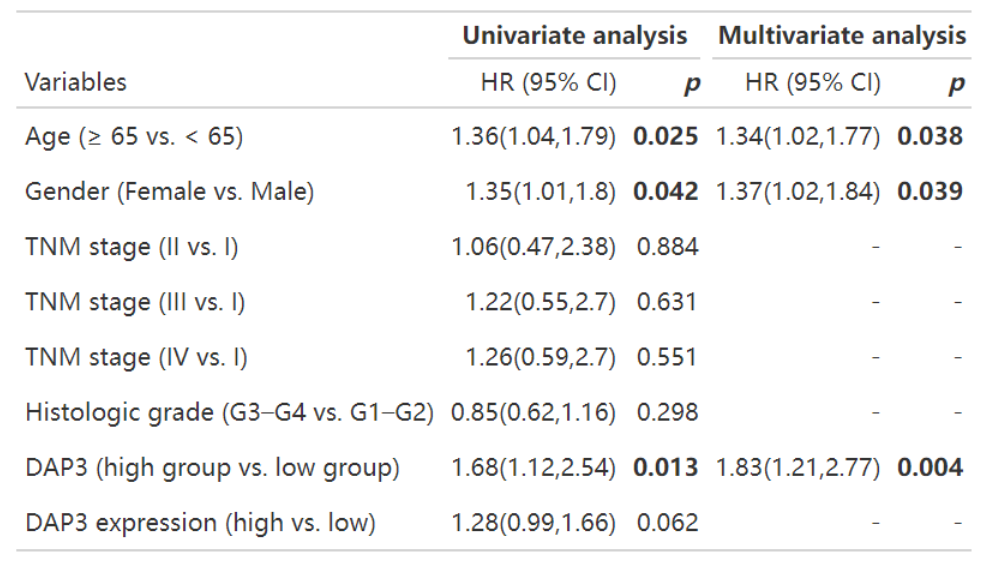 Univariate analysis Multivariate analysis
Variables HR (95% CI) p HR (95% CI) p
Age (≥ 65 vs. < 65) 1.36(1.04,1.79) 0.025 1.34(1.02,1.77) 0.038
Gender (Female vs. Male) 1.35(1.01,1.8) 0.042 1.37(1.02,1.84) 0.039
TNM stage (II vs. I) 1.06(0.47,2.38) 0.884 - -
TNM stage (III vs. I) 1.22(0.55,2.7) 0.631 - -
TNM stage (IV vs. I) 1.26(0.59,2.7) 0.551 - -
Histologic grade (G3–G4 vs. G1–G2) 0.85(0.62,1.16) 0.298 - -
DAP3 (high group vs. low group) 1.68(1.12,2.54) 0.013 1.83(1.21,2.77) 0.004
DAP3 expression (high vs. low) 1.28(0.99,1.66) 0.062 - -